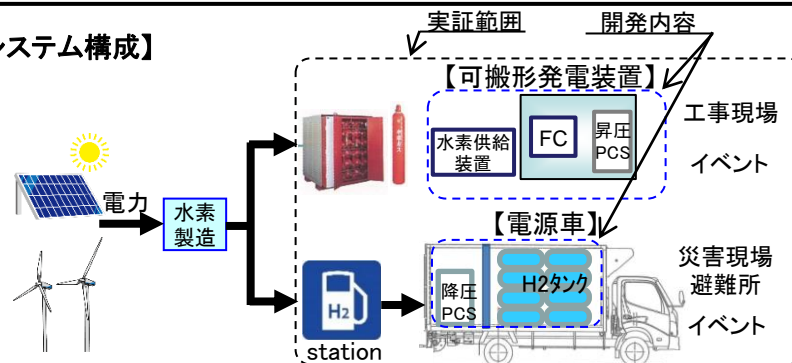 実証範囲
開発内容
システム構成】
【可搬形発電装置】
工事現場
イベント
水素供給
装置
FC
昇圧
PCS
電力
水素
製造
【電源車】
災害現場
避難所
イベント
降圧
PCS
H2タンク
H2
station